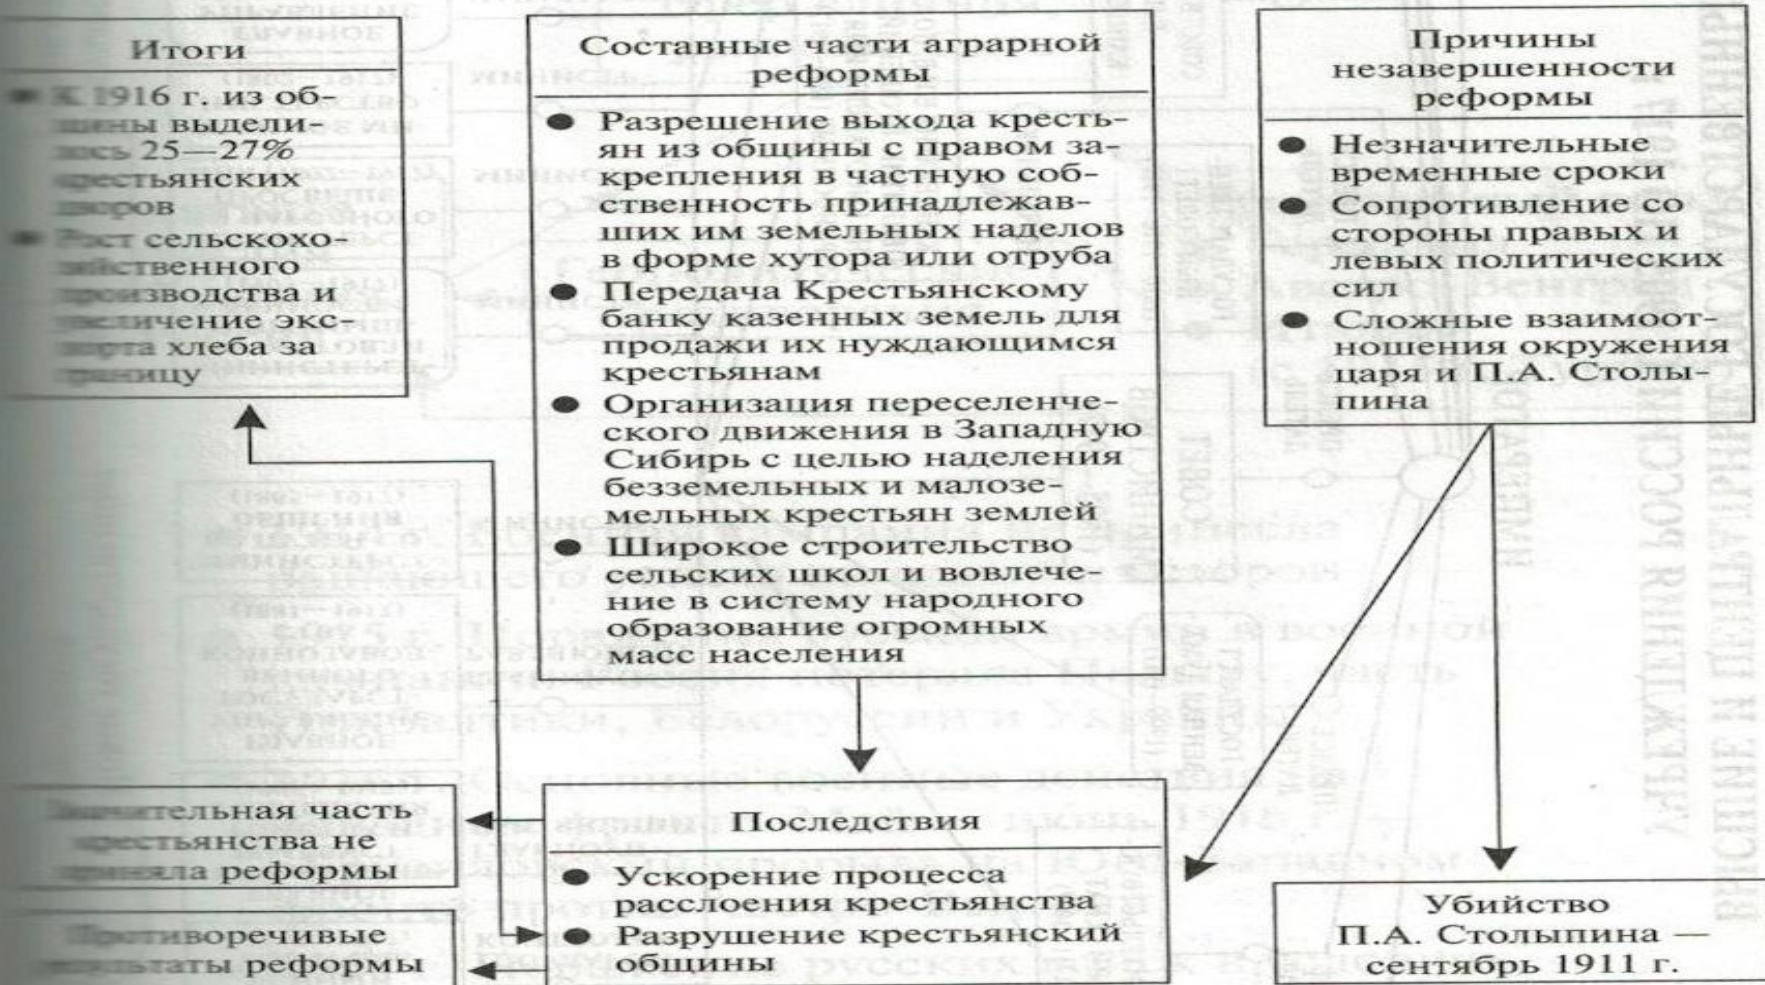 Итоги
К 1916 г. из об-
щины выдели-
лось 25—27%
крестьянских
дворов
Рост сельскохо-
зяйственного
производства и
увеличение экс-
порта хлеба за
границу
Составные части аграрной
реформы
Разрешение выхода кресть-
ян из общины с правом за-
крепления в частную соб-
ственность принадлежав-
ших им земельных наделов
в форме хутора или отруба
Передача Крестьянскому
банку казенных земель для
продажи их нуждающимся
крестьянам
Организация переселенче-
ского движения в Западную
Сибирь с целью наделения
безземельных и малозе-
мельных крестьян землей
Широкое строительство
сельских школ и вовлече-
ние в систему народного
образование огромных
масс населения
Причины
незавершенности
реформы
Незначительные
временные сроки
Сопротивление со
стороны правых и
левых политических
сил
Сложные взаимоот-
ношения окружения
царя и П.А. Столы-
пина
Значительная часть
крестьянства не
приняла реформы
Противоречивые
результаты реформы
Последствия
Ускорение процесса
расслоения крестьянства
Разрушение крестьянский
общины
Убийство
П.А. Столыпина —
сентябрь 1911 г.